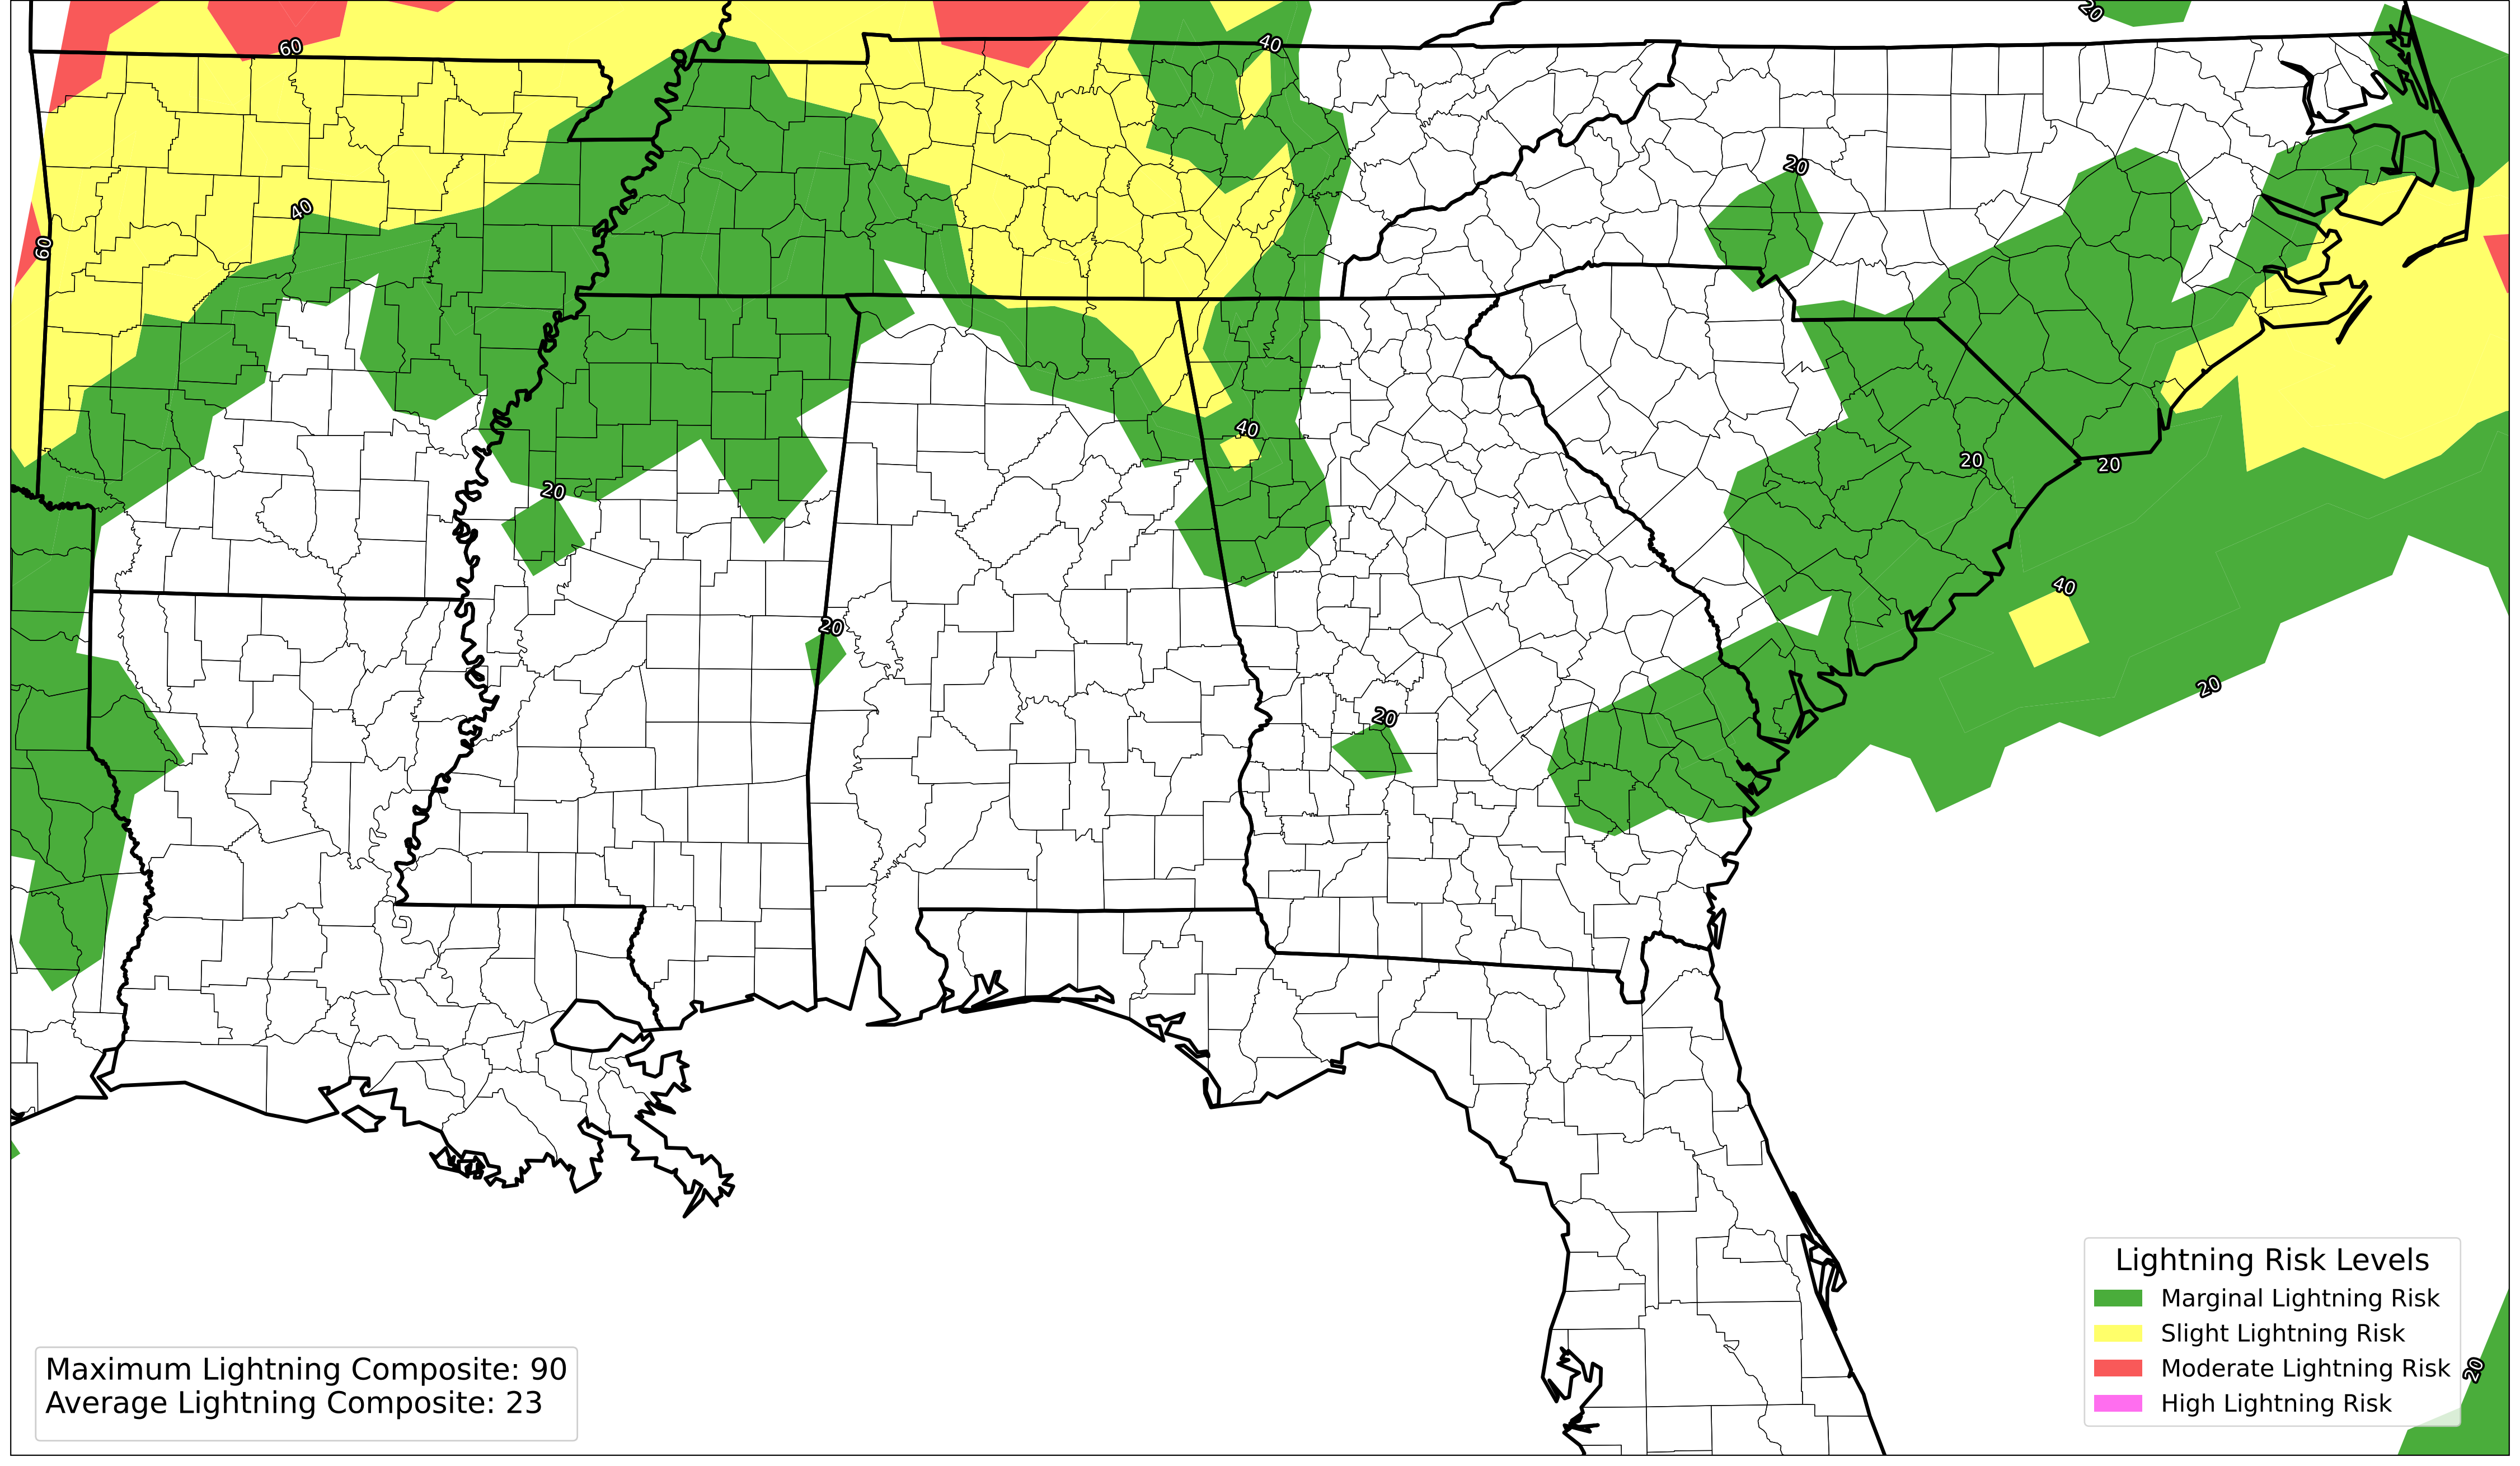 20
60
40
20
40
60
40
20
20
20
40
20
20
20
20
Lightning Risk Levels
Marginal Lightning Risk
Slight Lightning Risk
Moderate Lightning Risk
High Lightning Risk
20
Maximum Lightning Composite: 90
Average Lightning Composite: 23